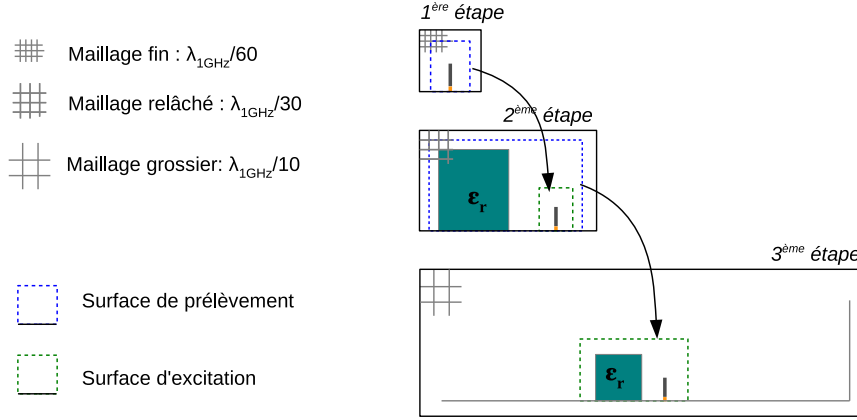 1ère étape
Maillage fin : λ1GHz/60
Maillage relâché : λ1GHz/30
2ème étape
Maillage grossier: λ1GHz/10
εr
3ème étape
Surface de prélèvement
Surface d'excitation
εr